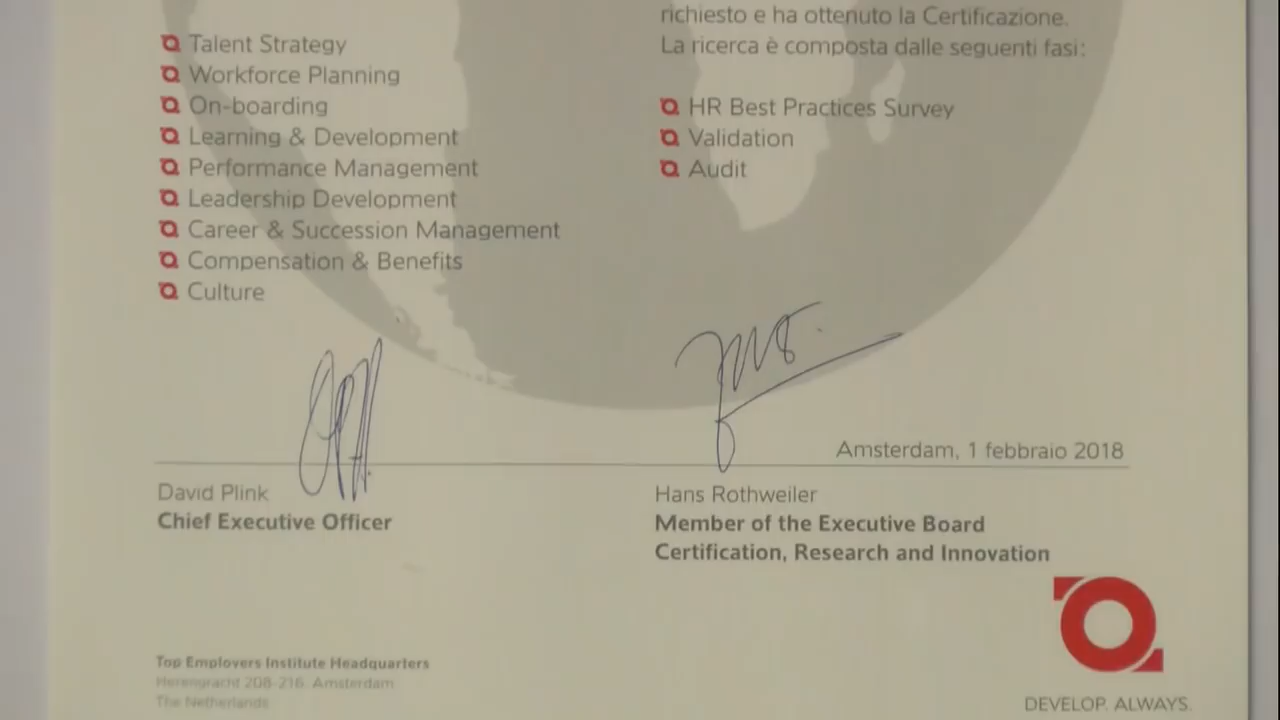 Talent Strategy
Workforce Planning
On-boarding
Learning & Development
Performance Management
Leadership Development
Career & Succession Management
Compensation & Benefits
Culture
richiesto e ha ottenuto la Certificazione.
La ricerca è composta dalle seguenti fasi:
HR Best Practices Survey
Validation
Audit
Amsterdam, 1 febbraio 2018
David Plink
Chief Executive Officer
Hans Rothweiler
Member of the Executive Board
Certification, Research and Innovation
Top Employers Institute Headquarters
Herengracht 208-216, Amsterdam
The Netherlands
DEVELOP. ALWAYS.